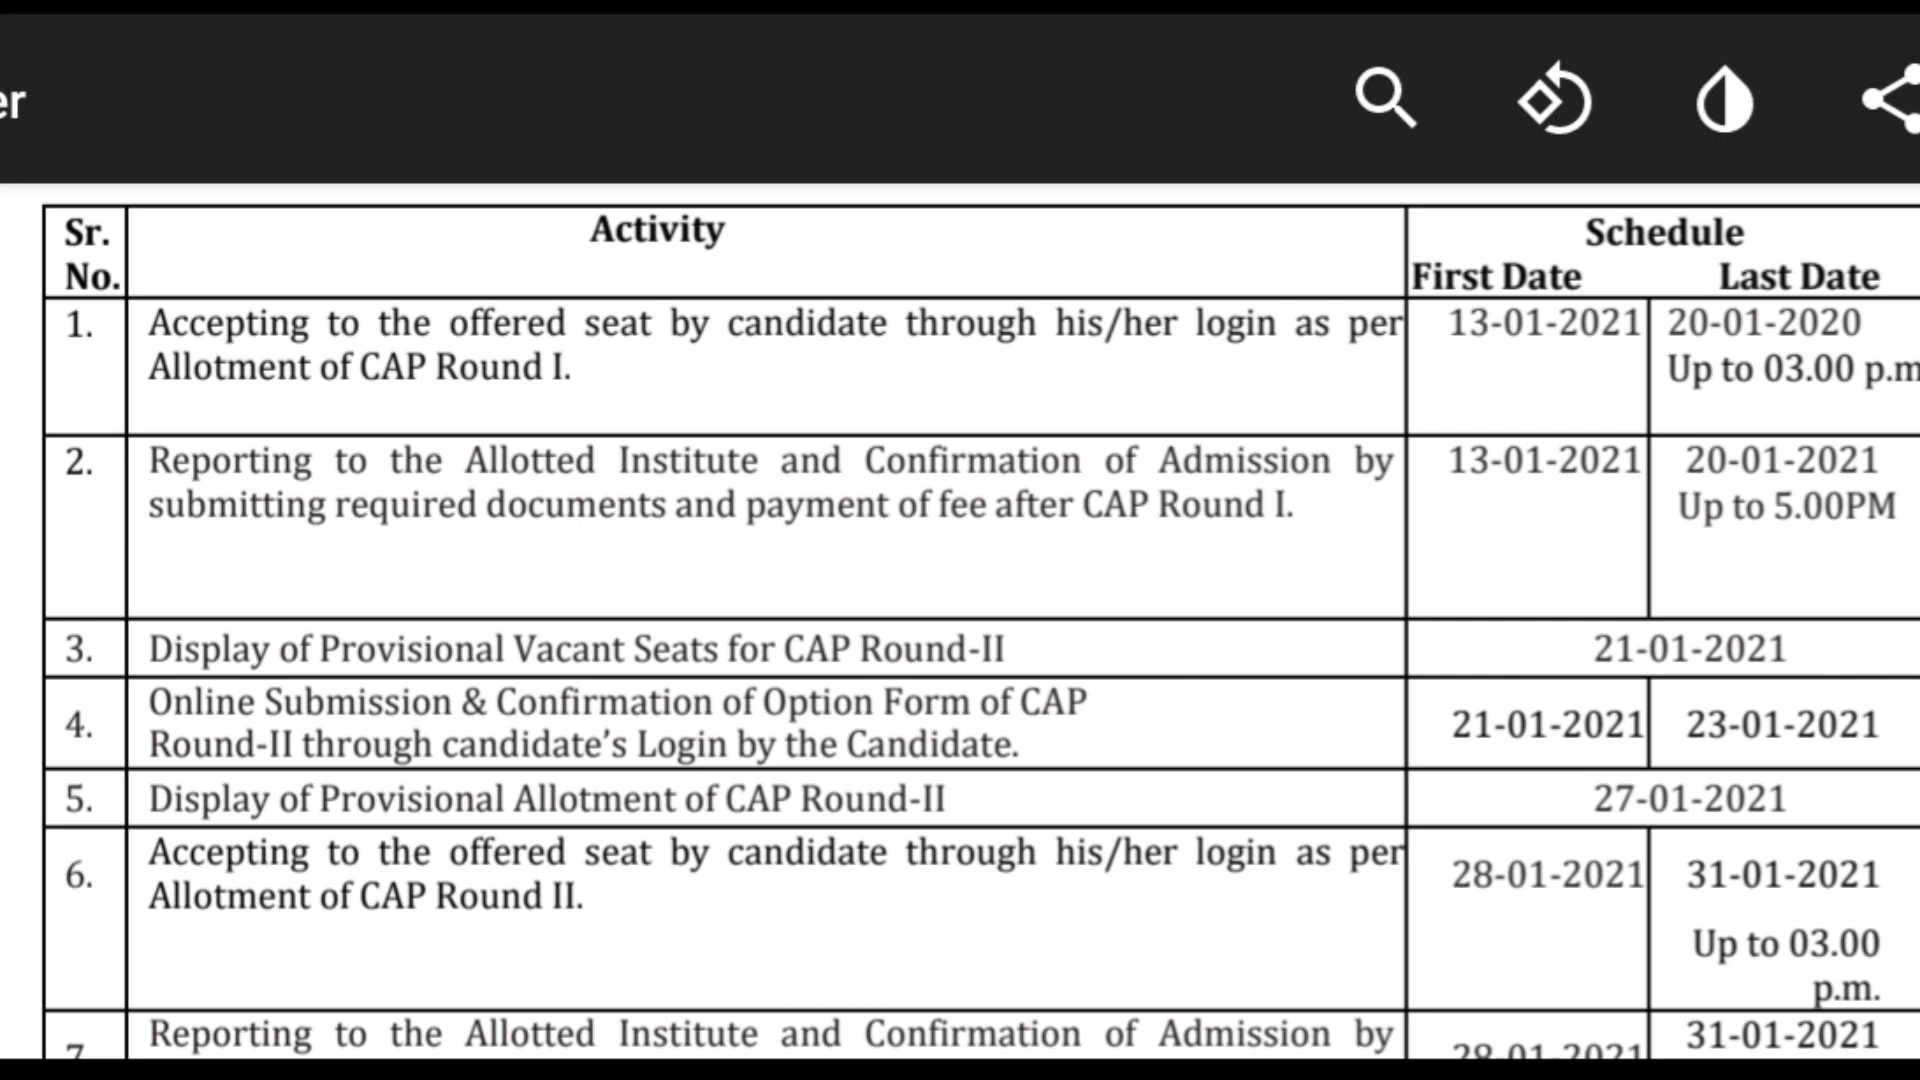 er
Sr.
No.
Activity
Schedule
First Date Last Date
1.
Accepting to the offered seat by candidate through his/her login as per
Allotment of CAP Round I.
13-01-2021
20-01-2020
Up to 03.00 p.m
2.
Reporting to the Allotted Institute and Confirmation of Admission by
submitting required documents and payment of fee after CAP Round I.
13-01-2021
20-01-2021
Up to 5.00PM
3.
Display of Provisional Vacant Seats for CAP Round-II
21-01-2021
4.
Online Submission & Confirmation of Option Form of CAP
Round-II through candidate’s Login by the Candidate.
21-01-2021
23-01-2021
5.
Display of Provisional Allotment of CAP Round-II
27-01-2021
6.
Accepting to the offered seat by candidate through his/her login as per
Allotment of CAP Round II.
28-01-2021
31-01-2021
Up to 03.00
p.m.
7.
Reporting to the Allotted Institute and Confirmation of Admission by
28-01-2021
31-01-2021